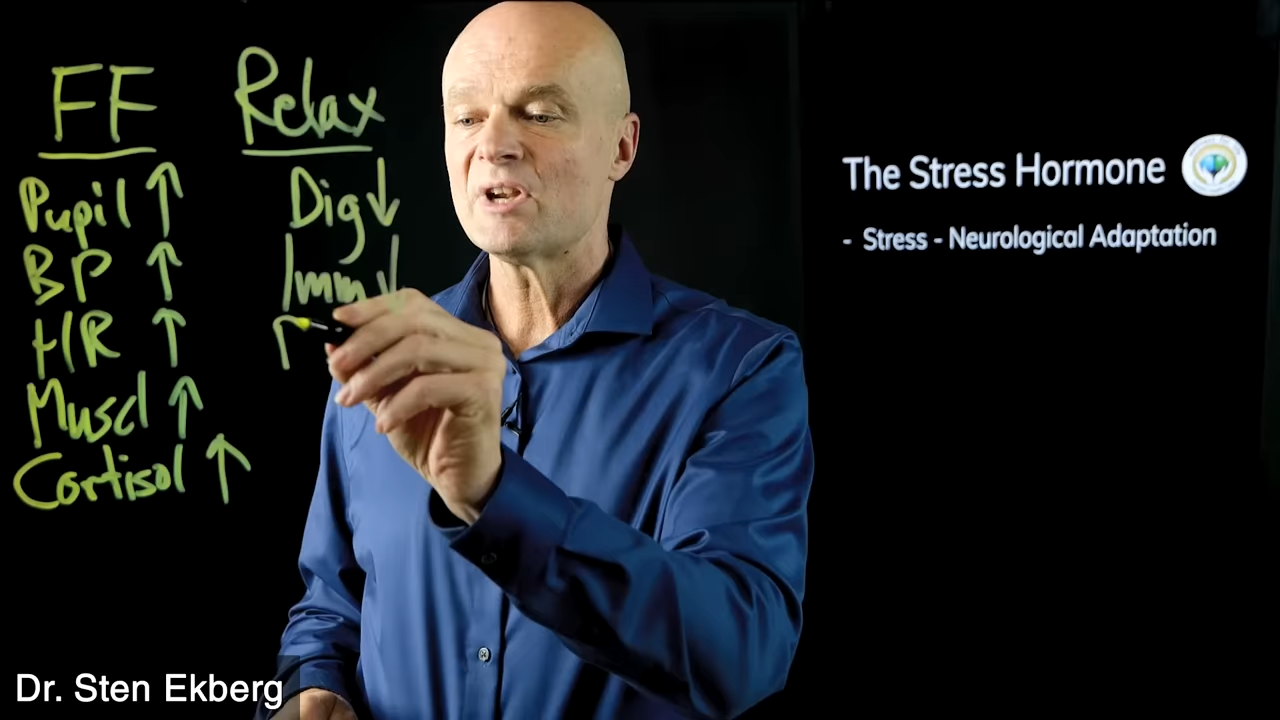 FF
Pupil ↑
BP ↑
HR ↑
Muscl ↑
Cortisol ↑
Relax
Dig ↓
Imm ↓
The Stress Hormone
- Stress - Neurological Adaptation
Dr. Sten Ekberg